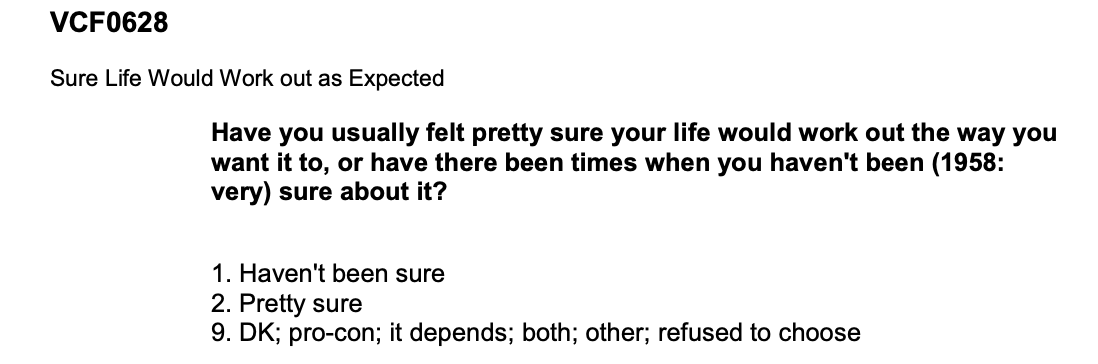 VCF0628
Sure Life Would Work out as Expected
Have you usually felt pretty sure your life would work out the way you
want it to, or have there been times when you haven't been (1958:
very) sure about it?
1. Haven't been sure
2. Pretty sure
9. DK; pro-con; it depends; both; other; refused to choose